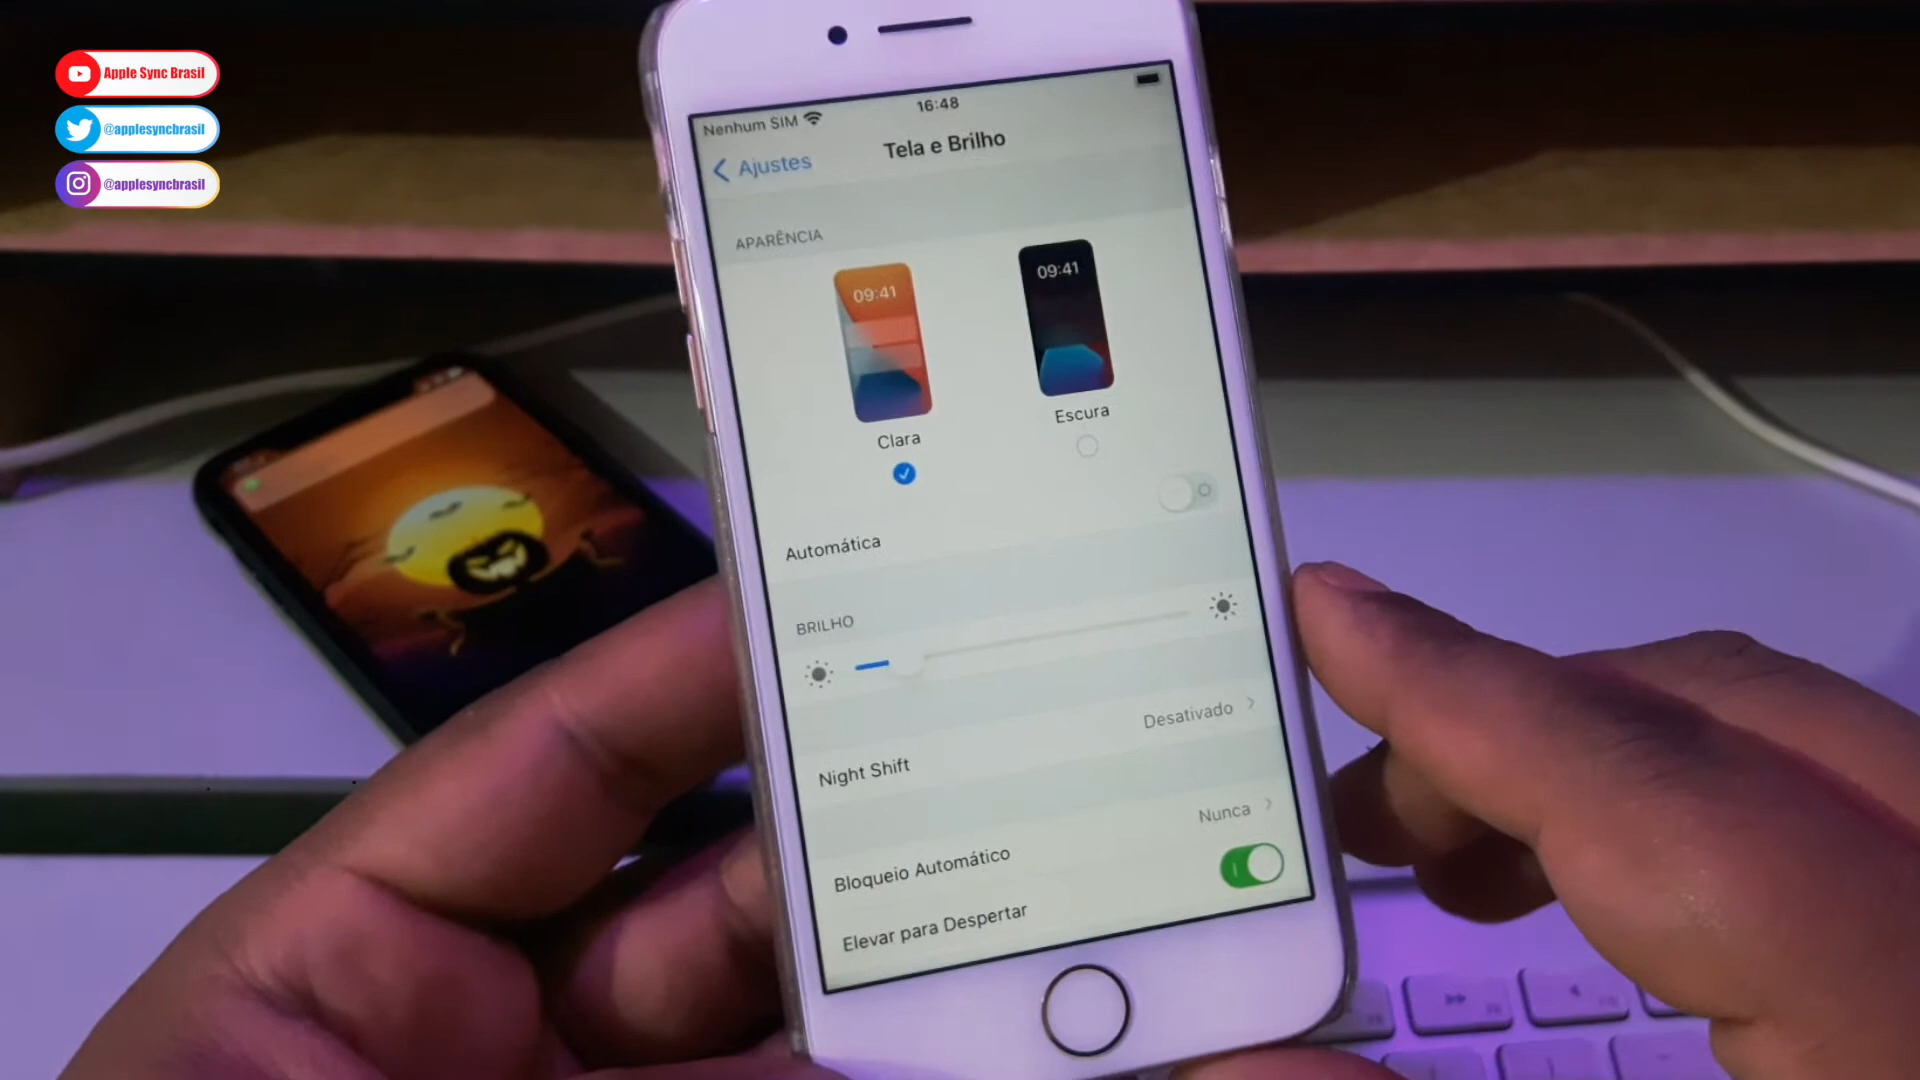 Apple Sync Brasil
@applesyncbrasil
@applesyncbrasil
Nenhum SIM
16:48
Ajustes
Tela e Brilho
APARÊNCIA
09:41
09:41
Clara
Escura
Automática
BRILHO
Night Shift
Desativado
Bloqueio Automático
Nunca
Elevar para Despertar